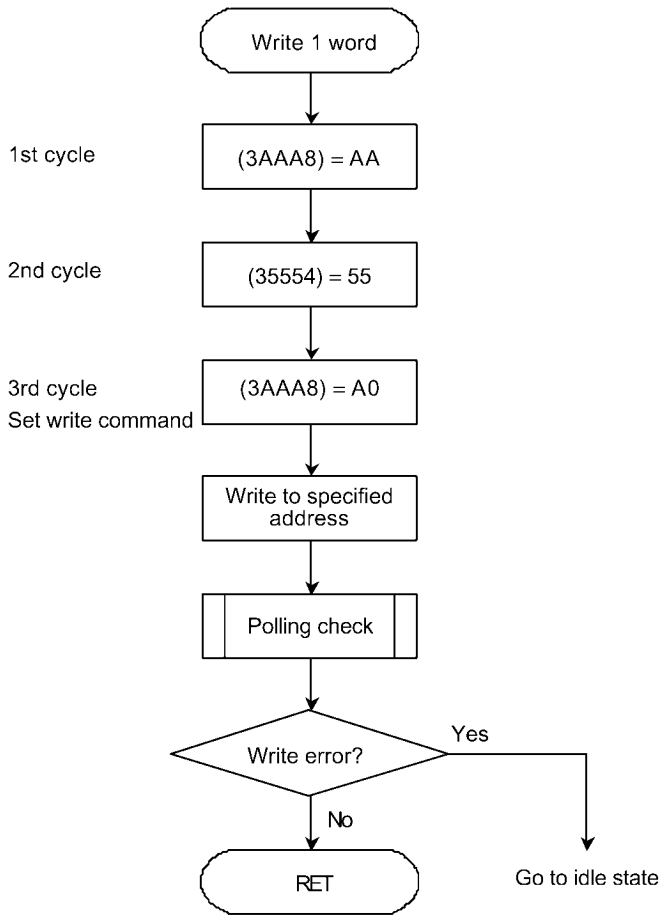 Write 1 word
1st cycle
(3AAA8) = AA
2nd cycle
(35554) = 55
3rd cycle
Set write command
(3AAA8) = A0
Write to specified
address
Polling check
Write error?
Yes
No
RET
Go to idle state